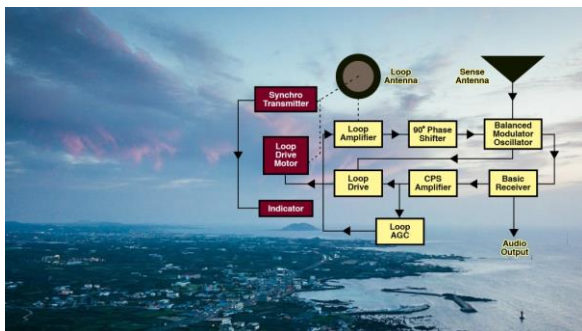 Loop
Antenna
Sense
Antenna
Synchro
Transmitter
Loop
Amplifier
90° Phase
Shifter
Balanced
Modulator
Oscillator
Loop
Drive
Motor
Loop
Drive
CPS
Amplifier
Basic
Receiver
Indicator
Loop
AGC
Audio
Output